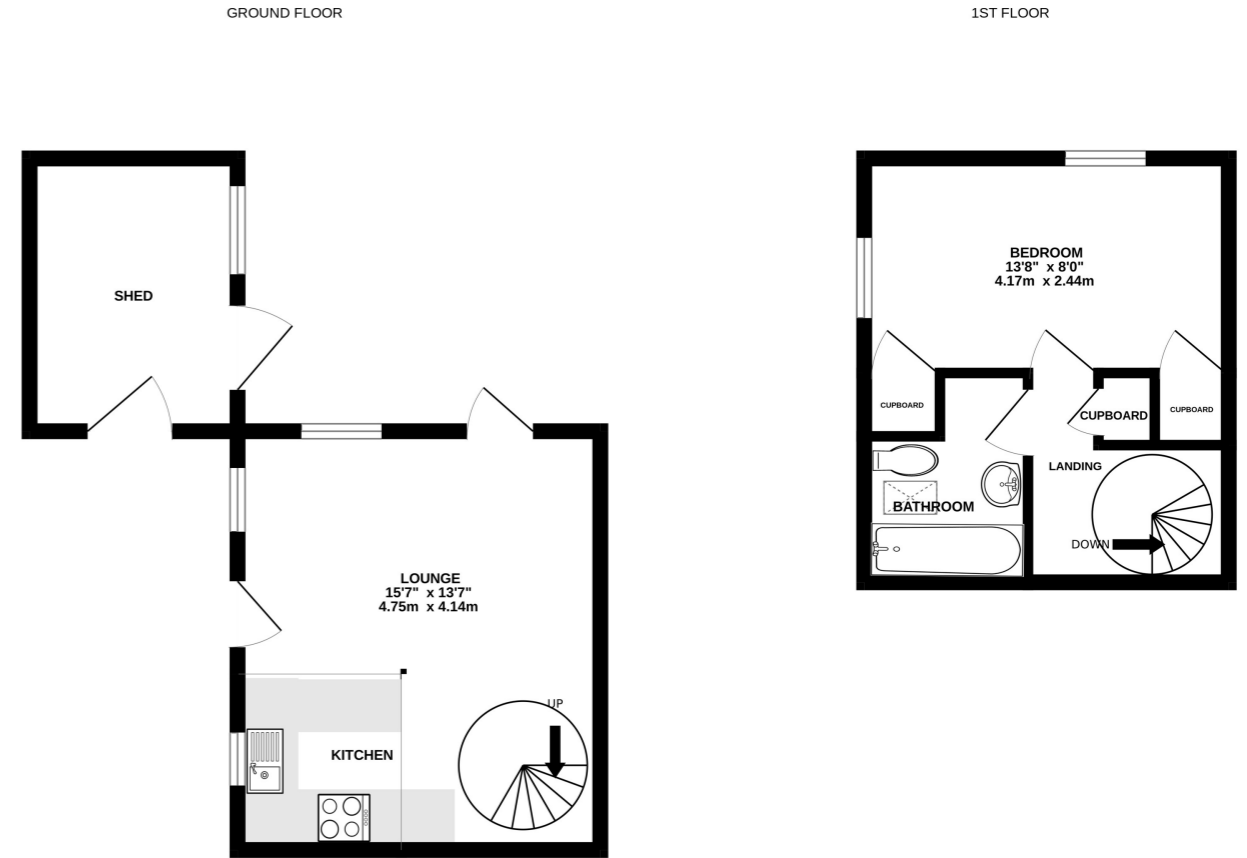 GROUND FLOOR
1ST FLOOR
SHED
LOUNGE
15'7" x 13'7"
4.75m x 4.14m
UP
KITCHEN
BEDROOM
13'8" x 8'0"
4.17m x 2.44m
CUPBOARD
CUPBOARD
CUPBOARD
LANDING
BATHROOM
DOWN